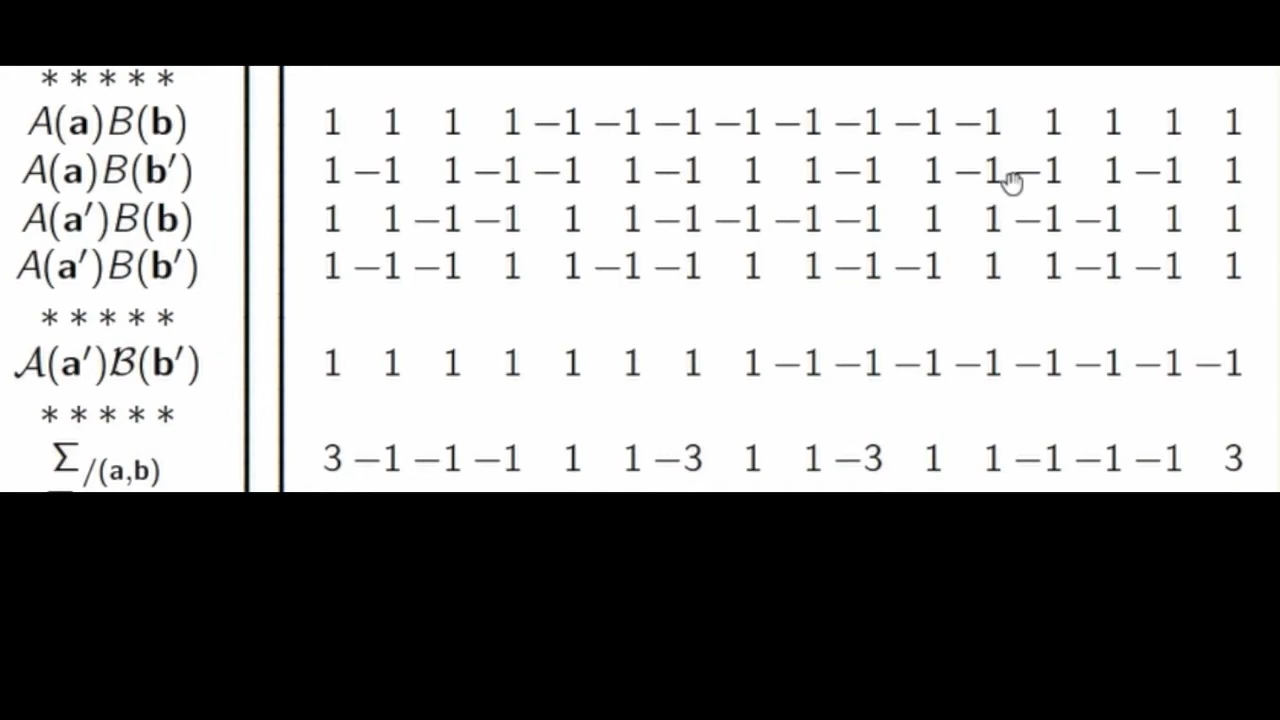 * * * * *
A(a)B(b) 1 1 1 1 −1 −1 −1 −1 −1 −1 −1 −1 1 1 1 1
A(a)B(b′) 1 −1 1 −1 −1 1 −1 1 1 −1 1 −1 −1 1 −1 1
A(a′)B(b) 1 1 −1 −1 1 1 −1 −1 −1 −1 1 1 −1 −1 1 1
A(a′)B(b′) 1 −1 −1 1 1 −1 −1 1 1 −1 −1 1 1 −1 −1 1
* * * * *
𝒜(a′)ℬ(b′) 1 1 1 1 1 1 1 1 −1 −1 −1 −1 −1 −1 −1 −1
* * * * *
Σ/(a,b) 3 −1 −1 −1 1 1 −3 1 1 −3 1 1 −1 −1 −1 3